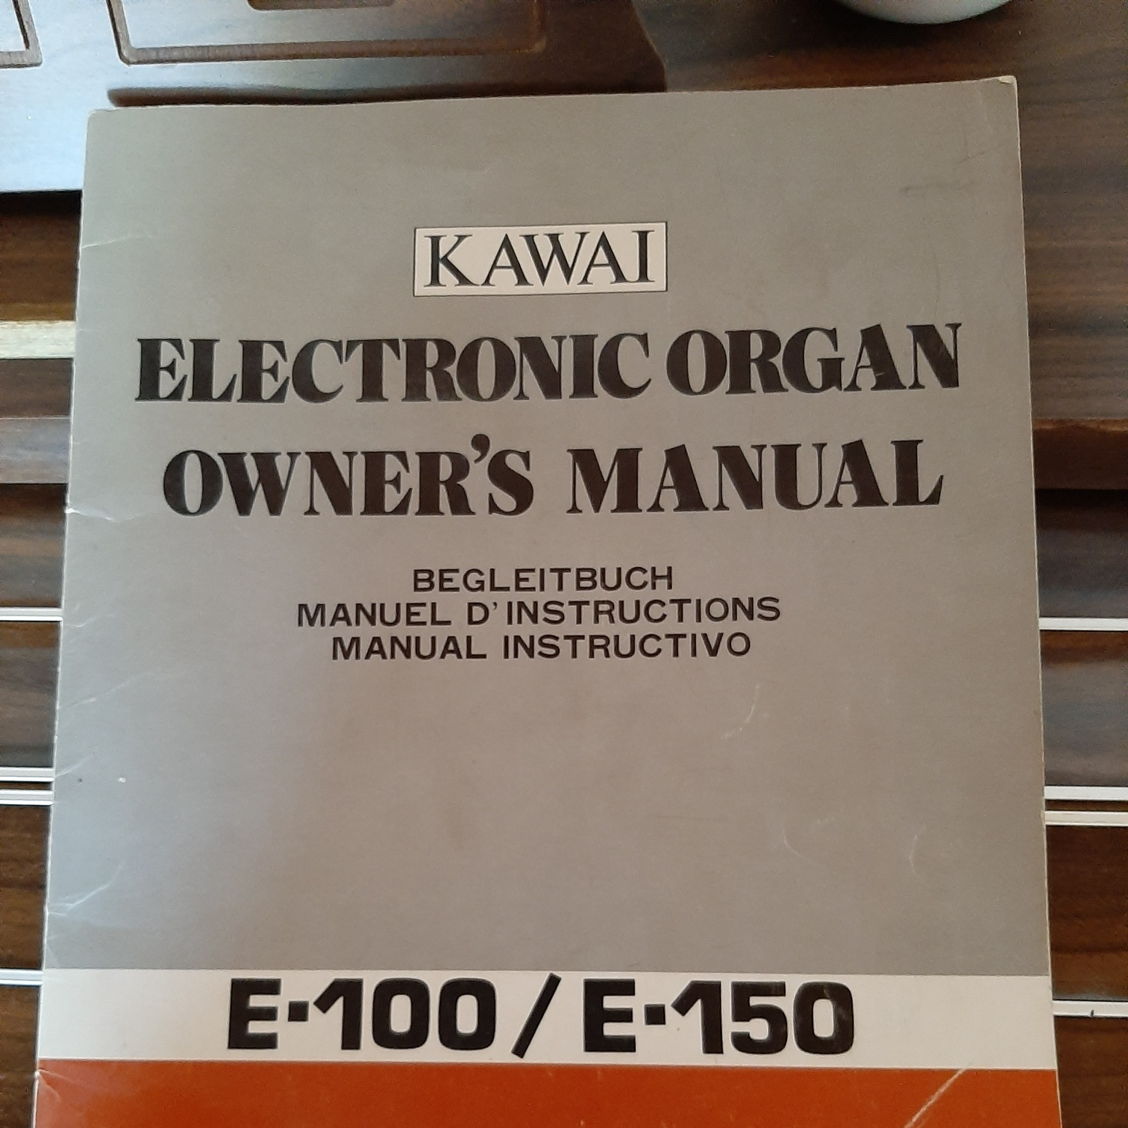 KAWAI
ELECTRONIC ORGAN
OWNER'S MANUAL
BEGLEITBUCH
MANUEL D'INSTRUCTIONS
MANUAL INSTRUCTIVO
E-100 / E-150